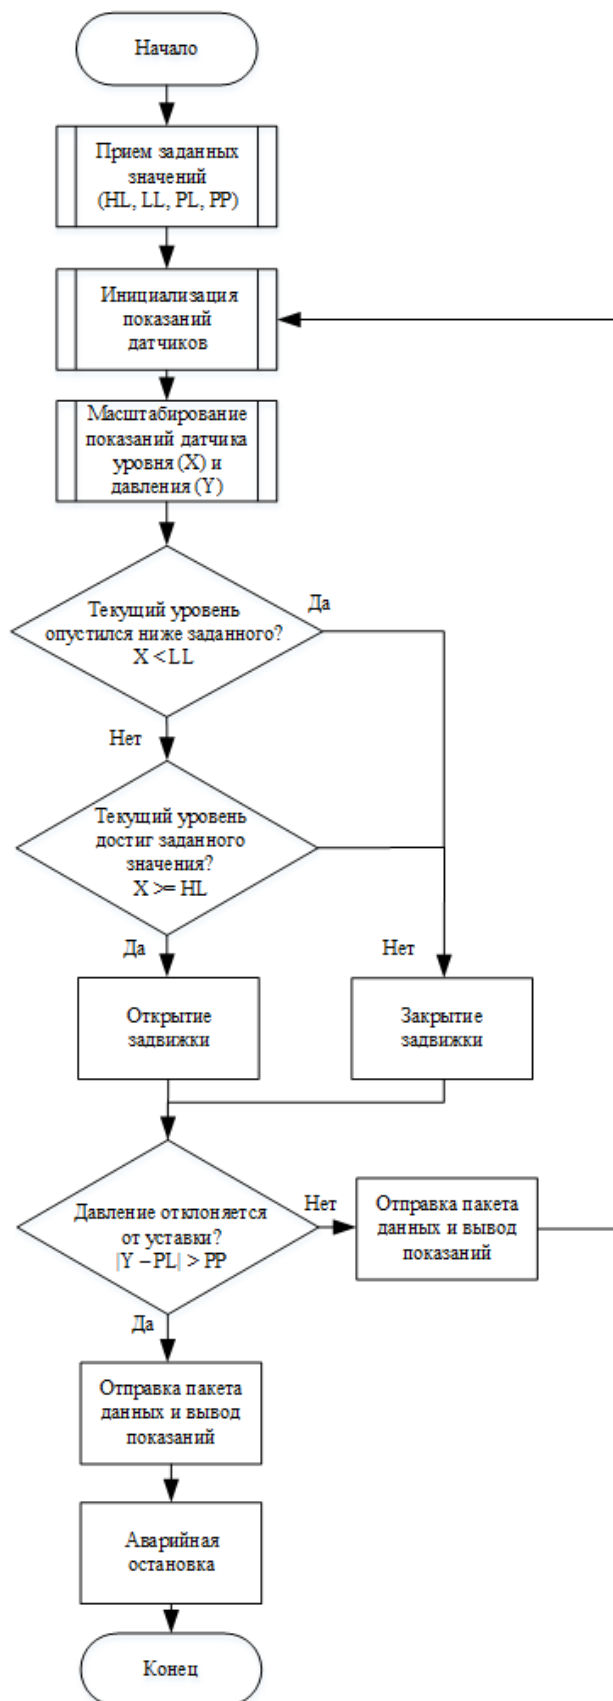 Начало
Прием заданных
значений
(HL, LL, PL, PP)
Инициализация
показаний
датчиков
Масштабирование
показаний датчика
уровня (X) и
давления (Y)
Текущий уровень
опустился ниже заданного?
X < LL
Да
Нет
Текущий уровень
достиг заданного
значения?
X >= HL
Да
Нет
Открытие
задвижки
Закрытие
задвижки
Давление отклоняется
от уставки?
|Y – PL| > PP
Нет
Отправка пакета
данных и вывод
показаний
Да
Отправка пакета
данных и вывод
показаний
Аварийная
остановка
Конец